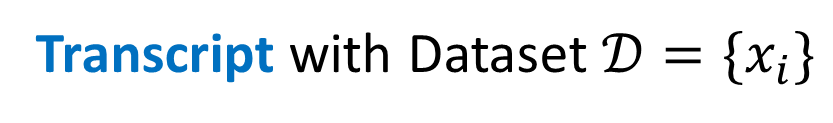 Transcript with Dataset 𝒟 = {𝑥ᵢ}